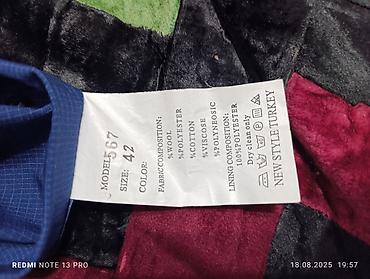 MODEL: 567
SIZE: 42
COLOR:
FABRIC COMPOSITION:
%WOOL
%POLYESTER
%COTTON
%VISCOSE
%POLYNEOSIC
LINING COMPOSITION:
100%POLYESTER
Dry clean only
NEW STYLE TURKEY
REDMI NOTE 13 PRO
18.08.2025 19:57